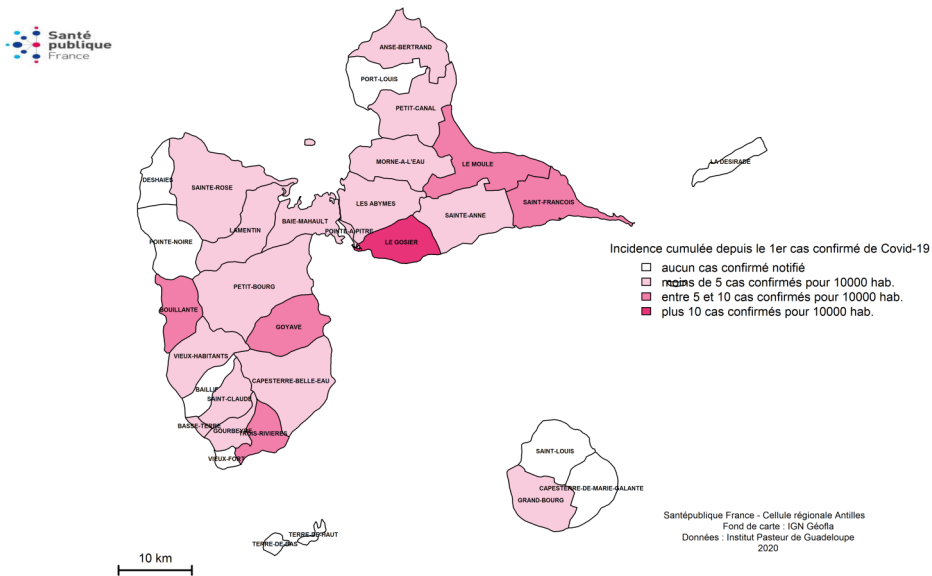 Santé
publique
France
ANSE-BERTRAND
PORT-LOUIS
PETIT-CANAL
MORNE-A-L'EAU
LE MOULE
LA DESIRADE
DESHAIES
SAINTE-ROSE
LES ABYMES
SAINT-FRANCOIS
SAINTE-ANNE
BAIE-MAHAULT
LAMENTIN
POINTE-A-PITRE
POINTE-NOIRE
LE GOSIER
Incidence cumulée depuis le 1er cas confirmé de Covid-19
aucun cas confirmé notifié
moins de 5 cas confirmés pour 10000 hab.
entre 5 et 10 cas confirmés pour 10000 hab.
plus 10 cas confirmés pour 10000 hab.
PETIT-BOURG
BOUILLANTE
GOYAVE
VIEUX-HABITANTS
CAPESTERRE-BELLE-EAU
BAILLIF
SAINT-CLAUDE
BASSE-TERRE
GOURBEYRE
TROIS-RIVIERES
VIEUX-FORT
SAINT-LOUIS
CAPESTERRE-DE-MARIE-GALANTE
GRAND-BOURG
TERRE-DE-HAUT
TERRE-DE-BAS
Santépublique France - Cellule régionale Antilles
Fond de carte : IGN Géofla
Données : Institut Pasteur de Guadeloupe
2020
10 km